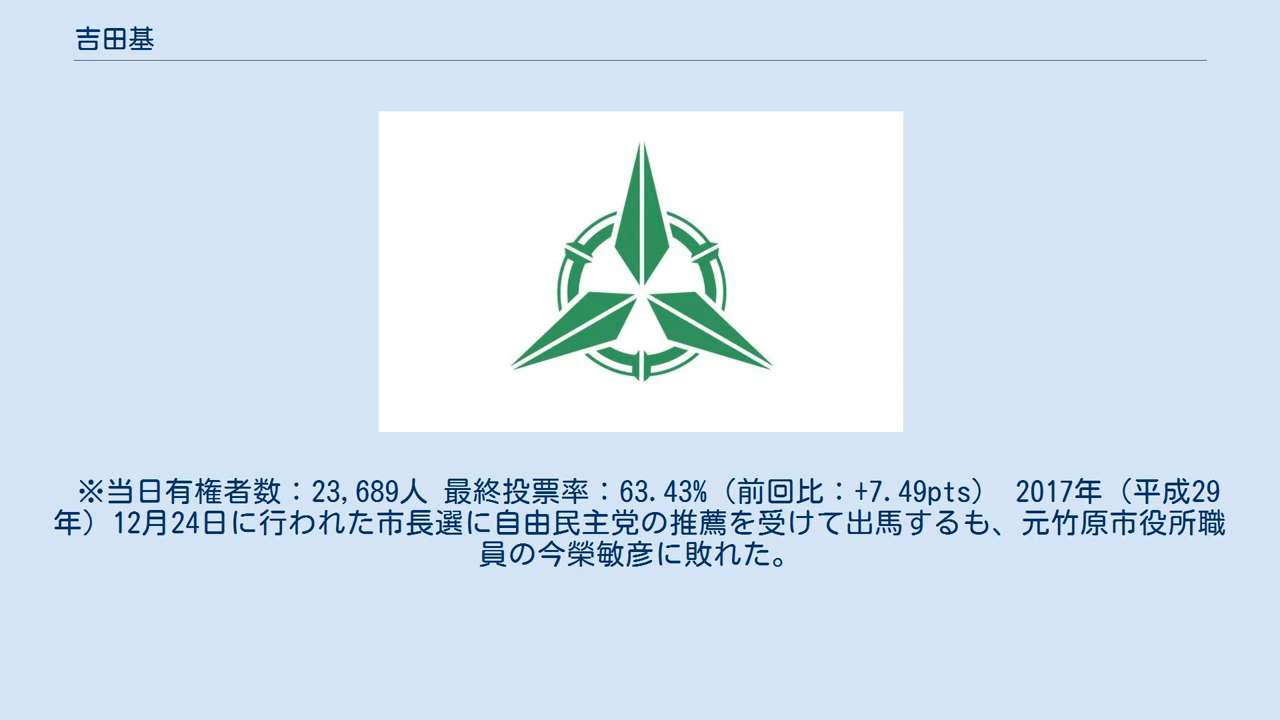 吉田基
※当日有権者数：23,689人 最終投票率：63.43%（前回比：+7.49pts） 2017年（平成29
年）12月24日に行われた市長選に自由民主党の推薦を受けて出馬するも、元竹原市役所職
員の今榮敏彦に敗れた。